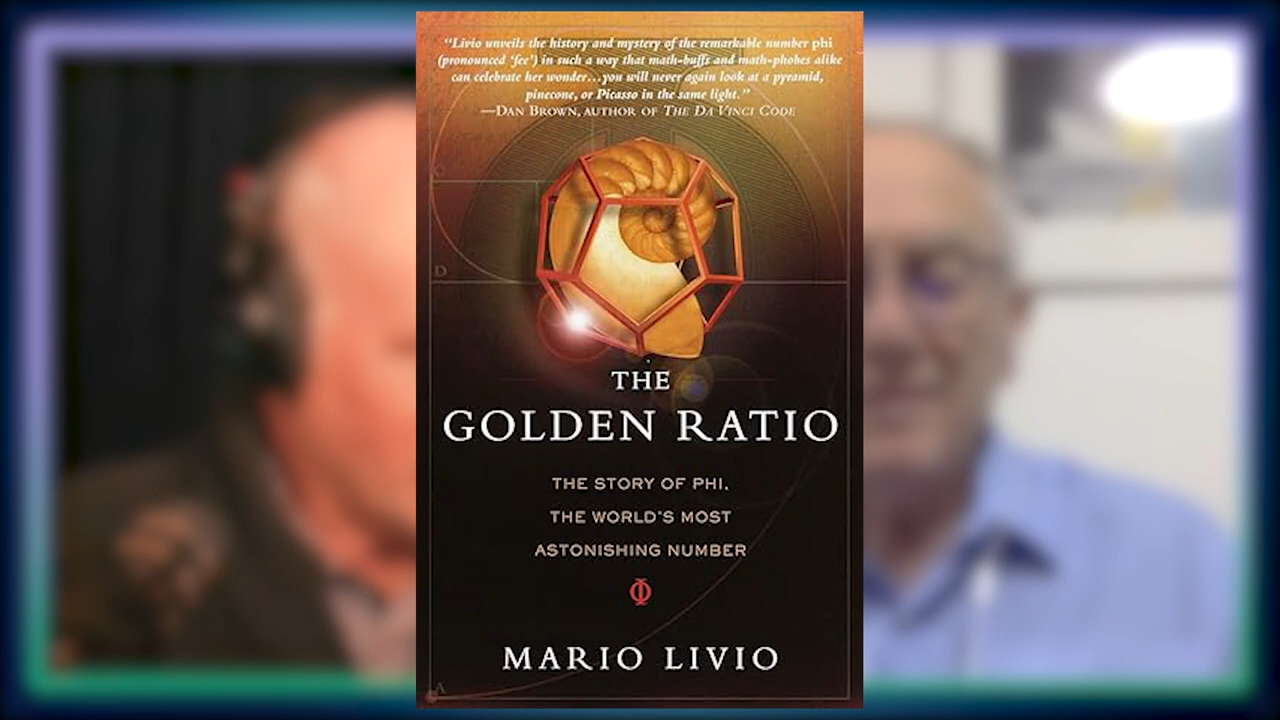 “Livio unveils the history and mystery of the remarkable number phi
(pronounced ‘fee’) in such a way that math-buffs and math-phobes alike
can celebrate her wonder…you will never again look at a pyramid,
pinecone, or Picasso in the same light.”
—DAN BROWN, AUTHOR OF THE DA VINCI CODE
C
D
THE
GOLDEN RATIO
THE STORY OF PHI,
THE WORLD'S MOST
ASTONISHING NUMBER
Φ
MARIO LIVIO
A